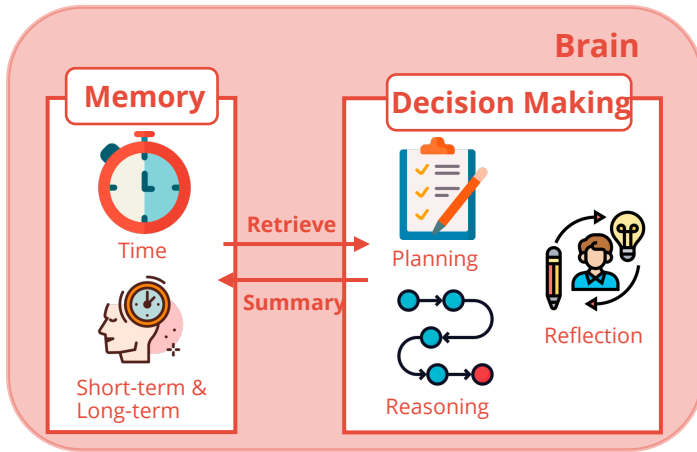 Brain
Memory
Decision Making
Time
Short-term &
Long-term
Retrieve
Summary
Planning
Reasoning
Reflection